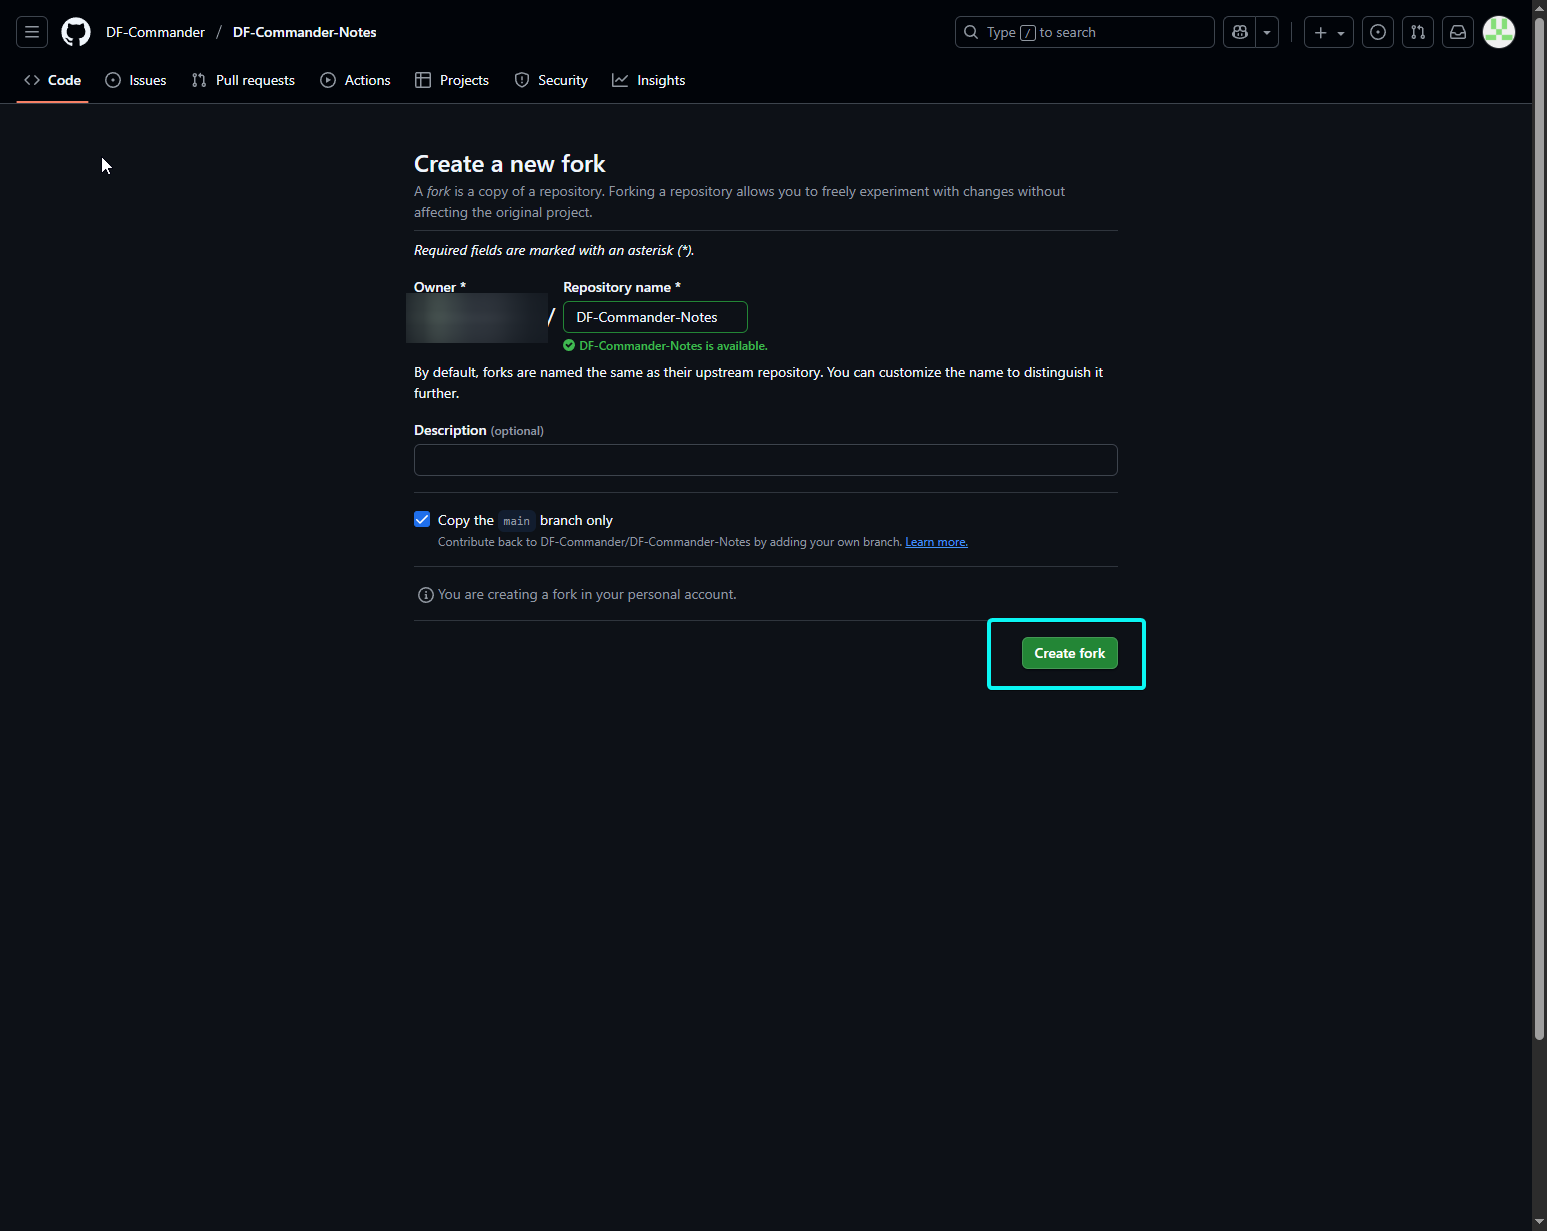 DF-Commander / DF-Commander-Notes
Type / to search
Code Issues Pull requests Actions Projects Security Insights
Create a new fork
A fork is a copy of a repository. Forking a repository allows you to freely experiment with changes without
affecting the original project.
Required fields are marked with an asterisk (*).
Owner * Repository name *
/ DF-Commander-Notes
DF-Commander-Notes is available.
By default, forks are named the same as their upstream repository. You can customize the name to distinguish it
further.
Description (optional)
Copy the main branch only
Contribute back to DF-Commander/DF-Commander-Notes by adding your own branch. Learn more.
You are creating a fork in your personal account.
Create fork